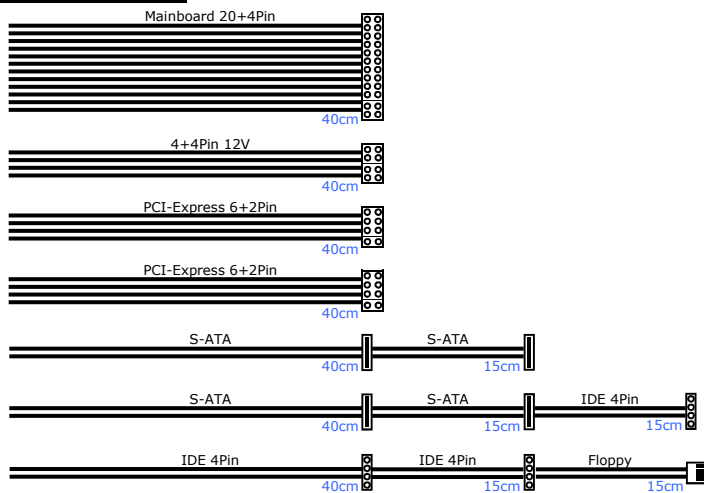 Mainboard 20+4Pin
40cm
4+4Pin 12V
40cm
PCI-Express 6+2Pin
40cm
PCI-Express 6+2Pin
40cm
S-ATA S-ATA
40cm 15cm
S-ATA S-ATA IDE 4Pin
40cm 15cm 15cm
IDE 4Pin IDE 4Pin Floppy
40cm 15cm 15cm